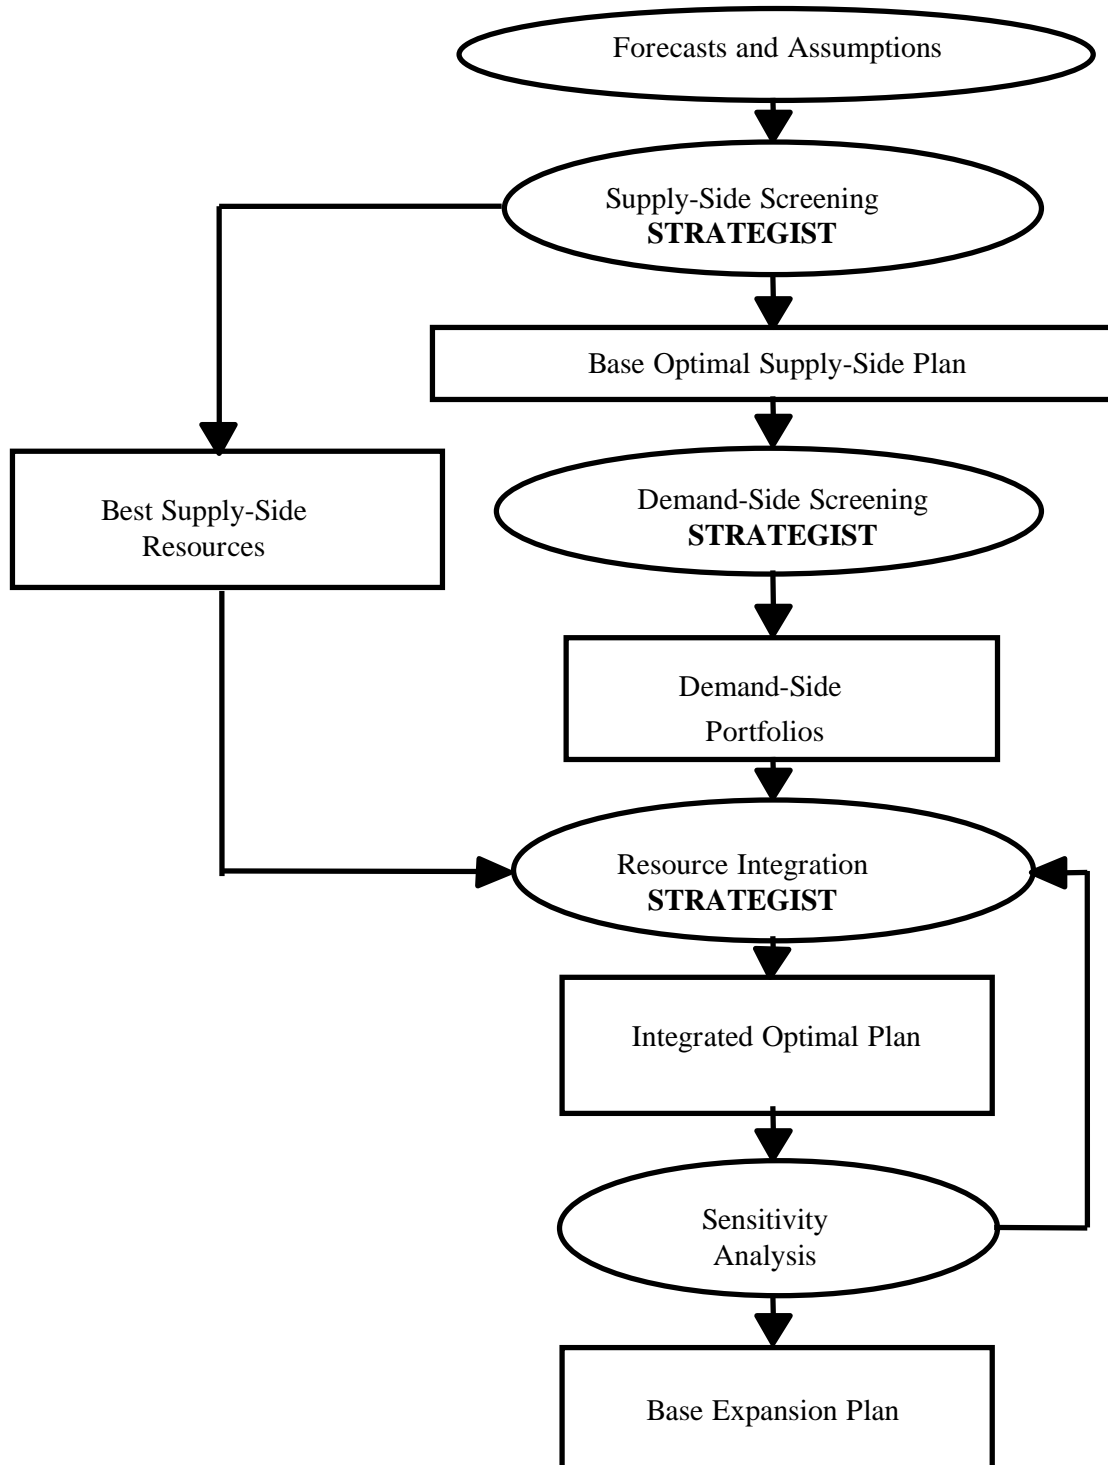 Forecasts and Assumptions
Supply-Side Screening
STRATEGIST
Base Optimal Supply-Side Plan
Best Supply-Side
Resources
Demand-Side Screening
STRATEGIST
Demand-Side
Portfolios
Resource Integration
STRATEGIST
Integrated Optimal Plan
Sensitivity
Analysis
Base Expansion Plan